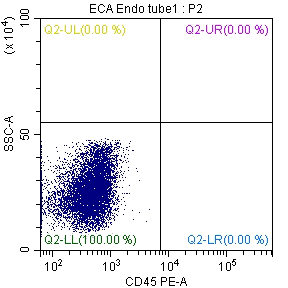 ECA Endo tube1 : P2
(x 10⁴)
100
Q2-UL(0.00 %)
Q2-UR(0.00 %)
SSC-A
50
Q2-LL(100.00 %)
Q2-LR(0.00 %)
0
10² 10³ 10⁴ 10⁵
CD45 PE-A